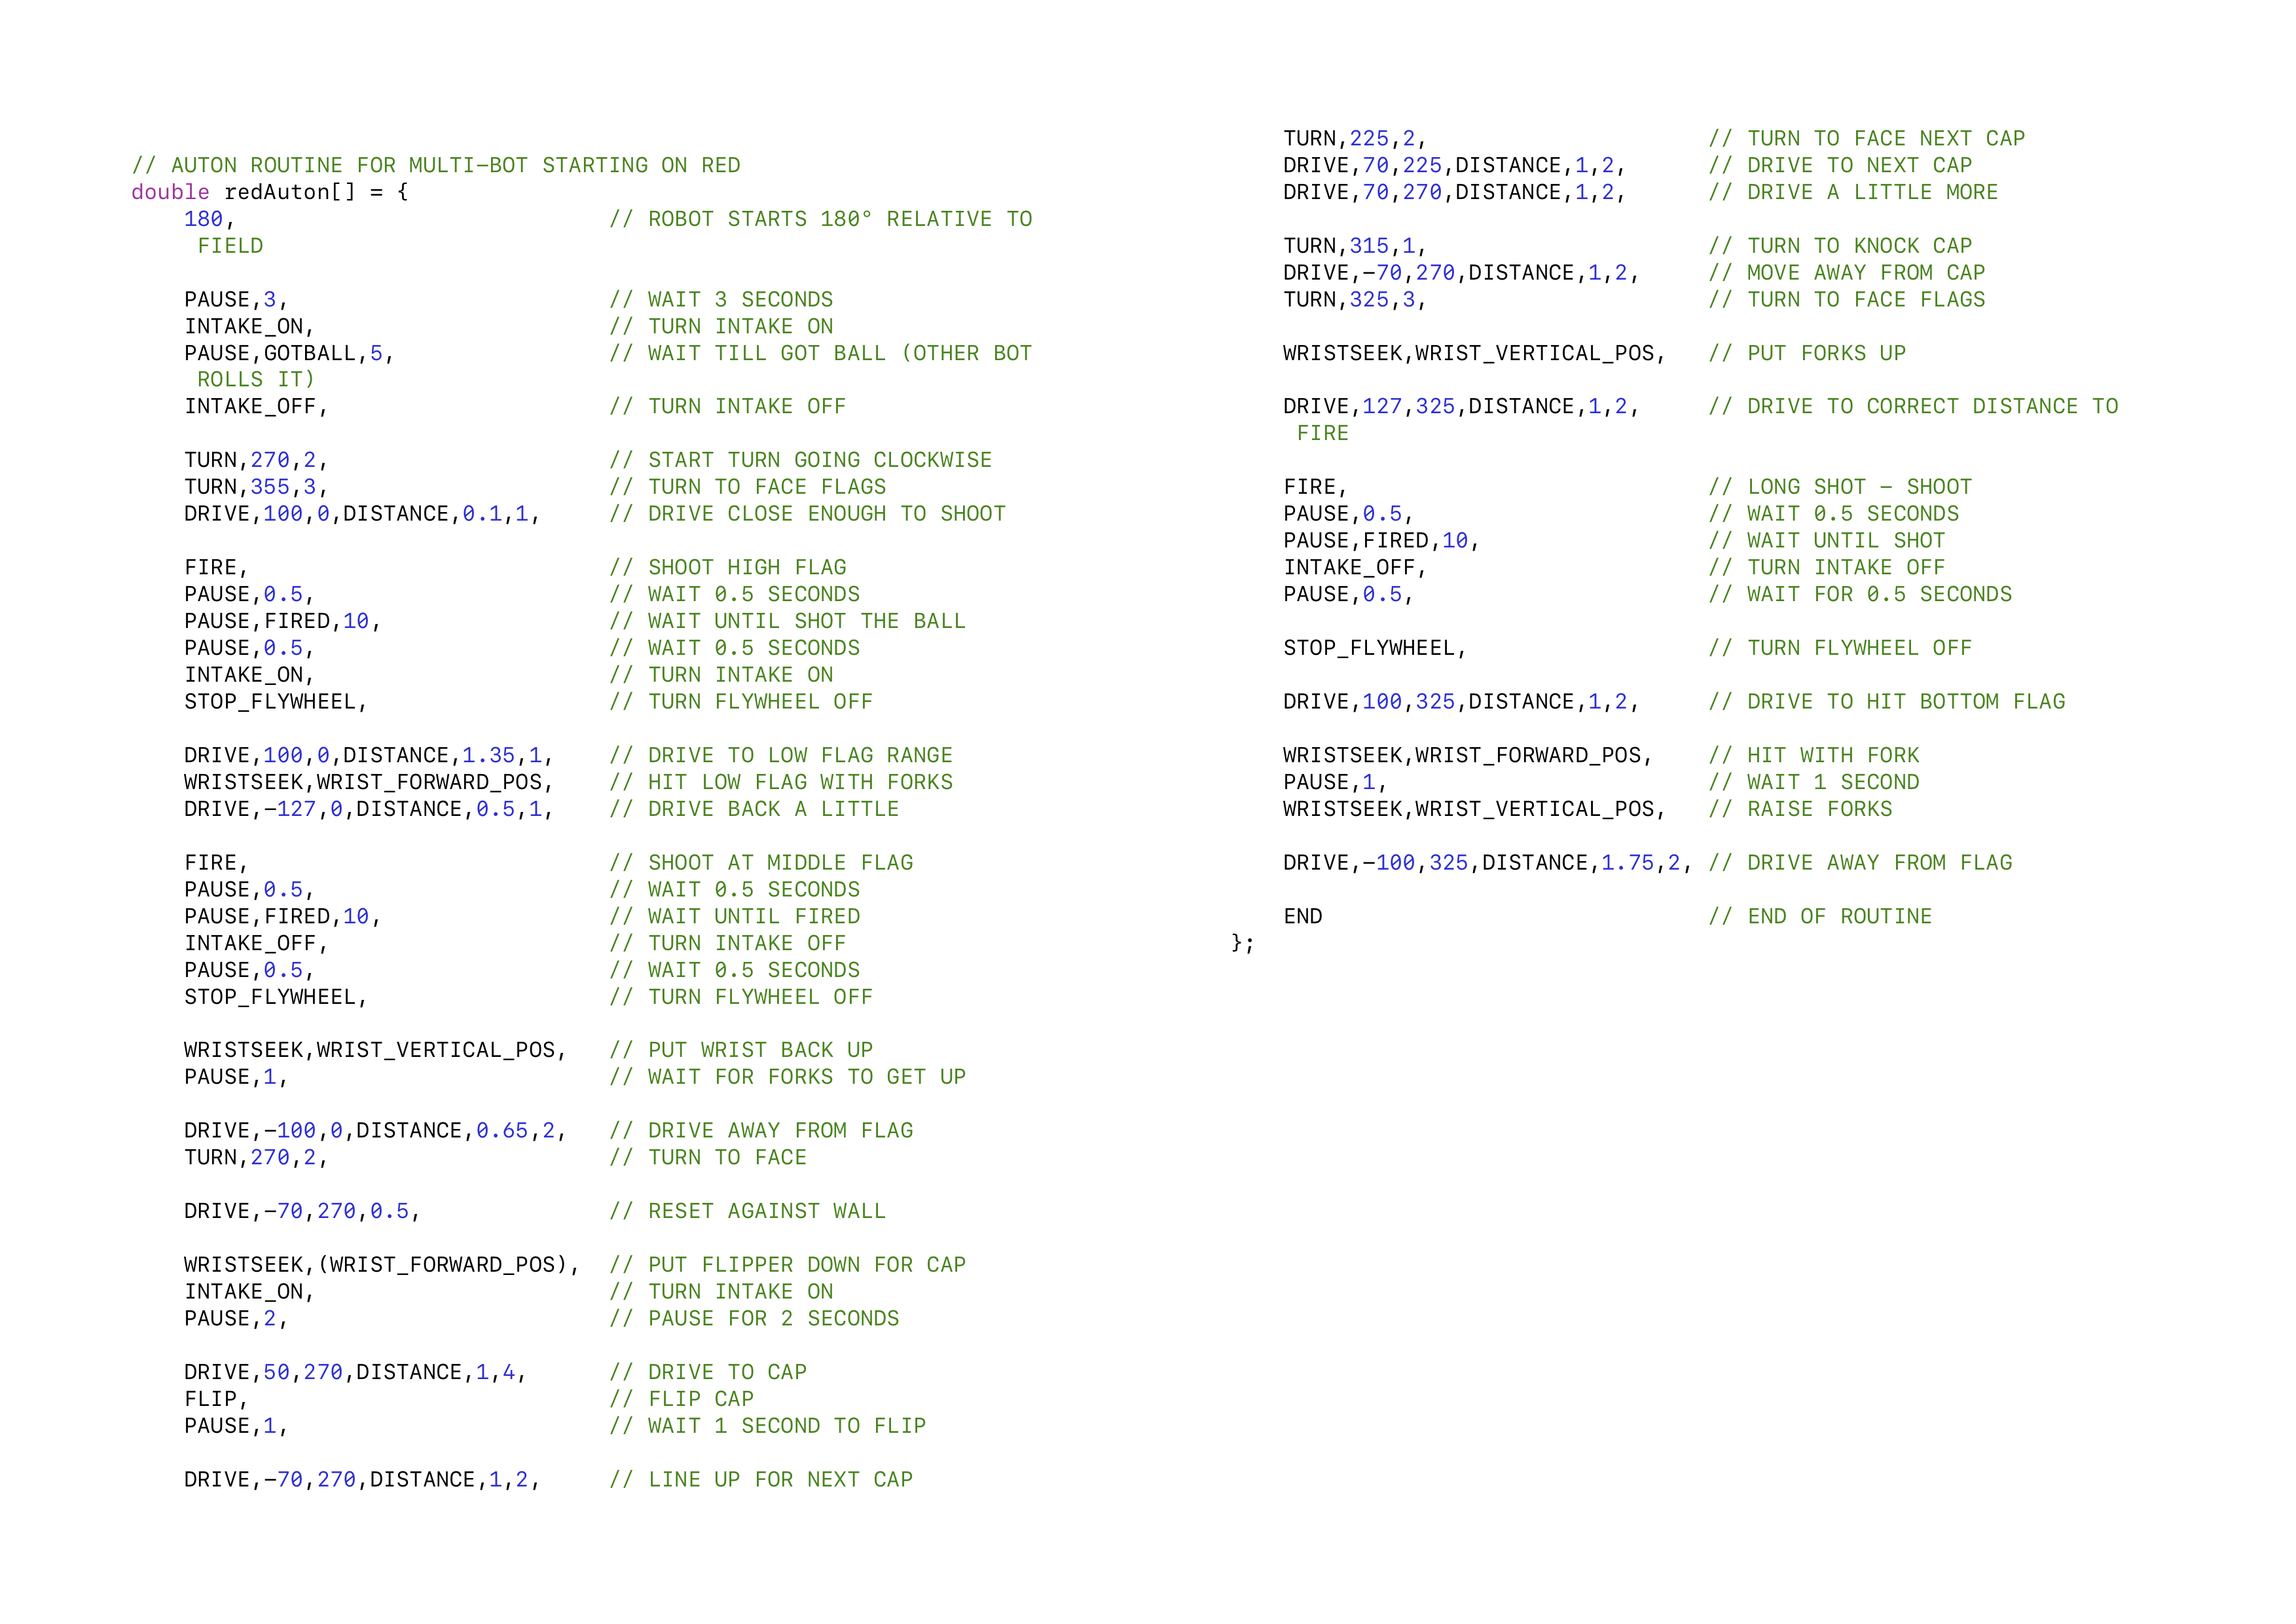 // AUTON ROUTINE FOR MULTI-BOT STARTING ON RED
double redAuton[] = {
    180,                            // ROBOT STARTS 180° RELATIVE TO
     FIELD

    PAUSE,3,                        // WAIT 3 SECONDS
    INTAKE_ON,                      // TURN INTAKE ON
    PAUSE,GOTBALL,5,                // WAIT TILL GOT BALL (OTHER BOT
     ROLLS IT)
    INTAKE_OFF,                     // TURN INTAKE OFF

    TURN,270,2,                     // START TURN GOING CLOCKWISE
    TURN,355,3,                     // TURN TO FACE FLAGS
    DRIVE,100,0,DISTANCE,0.1,1,     // DRIVE CLOSE ENOUGH TO SHOOT

    FIRE,                           // SHOOT HIGH FLAG
    PAUSE,0.5,                      // WAIT 0.5 SECONDS
    PAUSE,FIRED,10,                 // WAIT UNTIL SHOT THE BALL
    PAUSE,0.5,                      // WAIT 0.5 SECONDS
    INTAKE_ON,                      // TURN INTAKE ON
    STOP_FLYWHEEL,                  // TURN FLYWHEEL OFF

    DRIVE,100,0,DISTANCE,1.35,1,    // DRIVE TO LOW FLAG RANGE
    WRISTSEEK,WRIST_FORWARD_POS,    // HIT LOW FLAG WITH FORKS
    DRIVE,-127,0,DISTANCE,0.5,1,    // DRIVE BACK A LITTLE

    FIRE,                           // SHOOT AT MIDDLE FLAG
    PAUSE,0.5,                      // WAIT 0.5 SECONDS
    PAUSE,FIRED,10,                 // WAIT UNTIL FIRED
    INTAKE_OFF,                     // TURN INTAKE OFF
    PAUSE,0.5,                      // WAIT 0.5 SECONDS
    STOP_FLYWHEEL,                  // TURN FLYWHEEL OFF

    WRISTSEEK,WRIST_VERTICAL_POS,   // PUT WRIST BACK UP
    PAUSE,1,                        // WAIT FOR FORKS TO GET UP

    DRIVE,-100,0,DISTANCE,0.65,2,   // DRIVE AWAY FROM FLAG
    TURN,270,2,                     // TURN TO FACE

    DRIVE,-70,270,0.5,              // RESET AGAINST WALL

    WRISTSEEK,(WRIST_FORWARD_POS),  // PUT FLIPPER DOWN FOR CAP
    INTAKE_ON,                      // TURN INTAKE ON
    PAUSE,2,                        // PAUSE FOR 2 SECONDS

    DRIVE,50,270,DISTANCE,1,4,      // DRIVE TO CAP
    FLIP,                           // FLIP CAP
    PAUSE,1,                        // WAIT 1 SECOND TO FLIP

    DRIVE,-70,270,DISTANCE,1,2,     // LINE UP FOR NEXT CAP
    TURN,225,2,                     // TURN TO FACE NEXT CAP
    DRIVE,70,225,DISTANCE,1,2,      // DRIVE TO NEXT CAP
    DRIVE,70,270,DISTANCE,1,2,      // DRIVE A LITTLE MORE

    TURN,315,1,                     // TURN TO KNOCK CAP
    DRIVE,-70,270,DISTANCE,1,2,     // MOVE AWAY FROM CAP
    TURN,325,3,                     // TURN TO FACE FLAGS

    WRISTSEEK,WRIST_VERTICAL_POS,   // PUT FORKS UP

    DRIVE,127,325,DISTANCE,1,2,     // DRIVE TO CORRECT DISTANCE TO
     FIRE

    FIRE,                           // LONG SHOT - SHOOT
    PAUSE,0.5,                      // WAIT 0.5 SECONDS
    PAUSE,FIRED,10,                 // WAIT UNTIL SHOT
    INTAKE_OFF,                     // TURN INTAKE OFF
    PAUSE,0.5,                      // WAIT FOR 0.5 SECONDS

    STOP_FLYWHEEL,                  // TURN FLYWHEEL OFF

    DRIVE,100,325,DISTANCE,1,2,     // DRIVE TO HIT BOTTOM FLAG

    WRISTSEEK,WRIST_FORWARD_POS,    // HIT WITH FORK
    PAUSE,1,                        // WAIT 1 SECOND
    WRISTSEEK,WRIST_VERTICAL_POS,   // RAISE FORKS

    DRIVE,-100,325,DISTANCE,1.75,2, // DRIVE AWAY FROM FLAG

    END                             // END OF ROUTINE
};